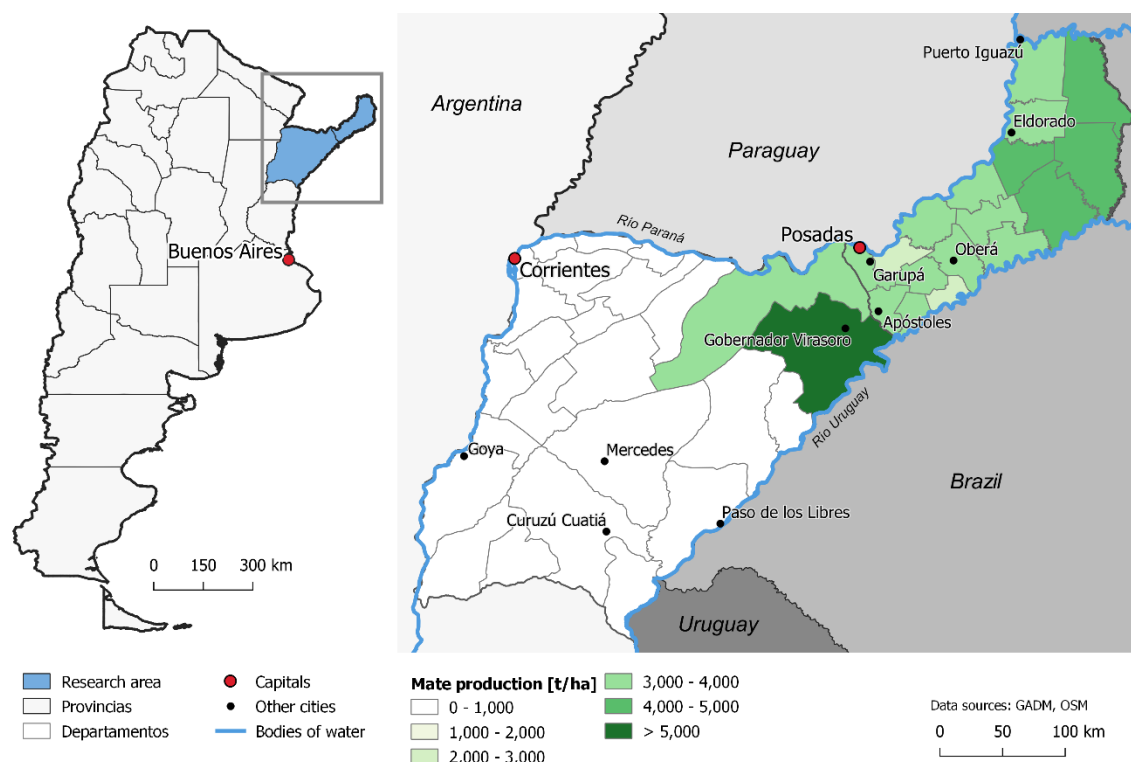 Buenos Aires
0 150 300 km
Puerto Iguazú
Argentina
Eldorado
Paraguay
Río Paraná
Posadas
Oberá
Corrientes
Garupá
Apóstoles
Gobernador Virasoro
Río Uruguay
Goya
Mercedes
Brazil
Paso de los Libres
Curuzú Cuatiá
Uruguay
Research area
Provincias
Departamentos
Capitals
Other cities
Bodies of water
Mate production [t/ha]
0 - 1,000
1,000 - 2,000
2,000 - 3,000
3,000 - 4,000
4,000 - 5,000
> 5,000
Data sources: GADM, OSM
0 50 100 km